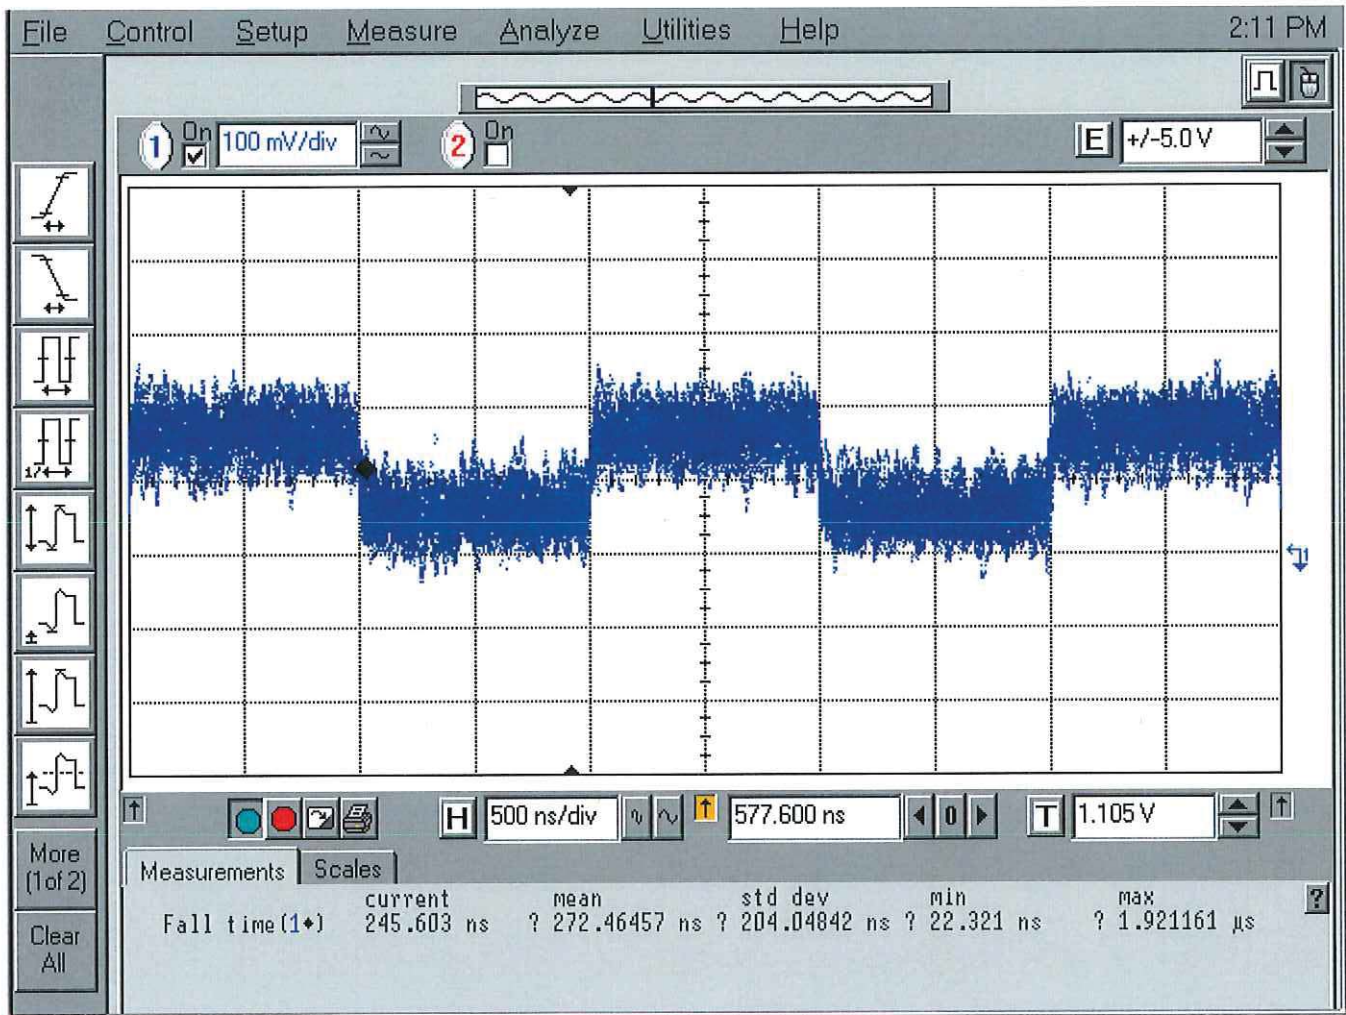 File Control Setup Measure Analyze Utilities Help 2:11 PM
1 On 100 mV/div 2 On E +/-5.0 V
1/
±
1
H 500 ns/div 577.600 ns 0 T 1.105 V
More
(1 of 2)
Clear
All
Measurements Scales
current mean std dev min max ?
Fall time(1♦) 245.603 ns ? 272.46457 ns ? 204.04842 ns ? 22.321 ns ? 1.921161 µs